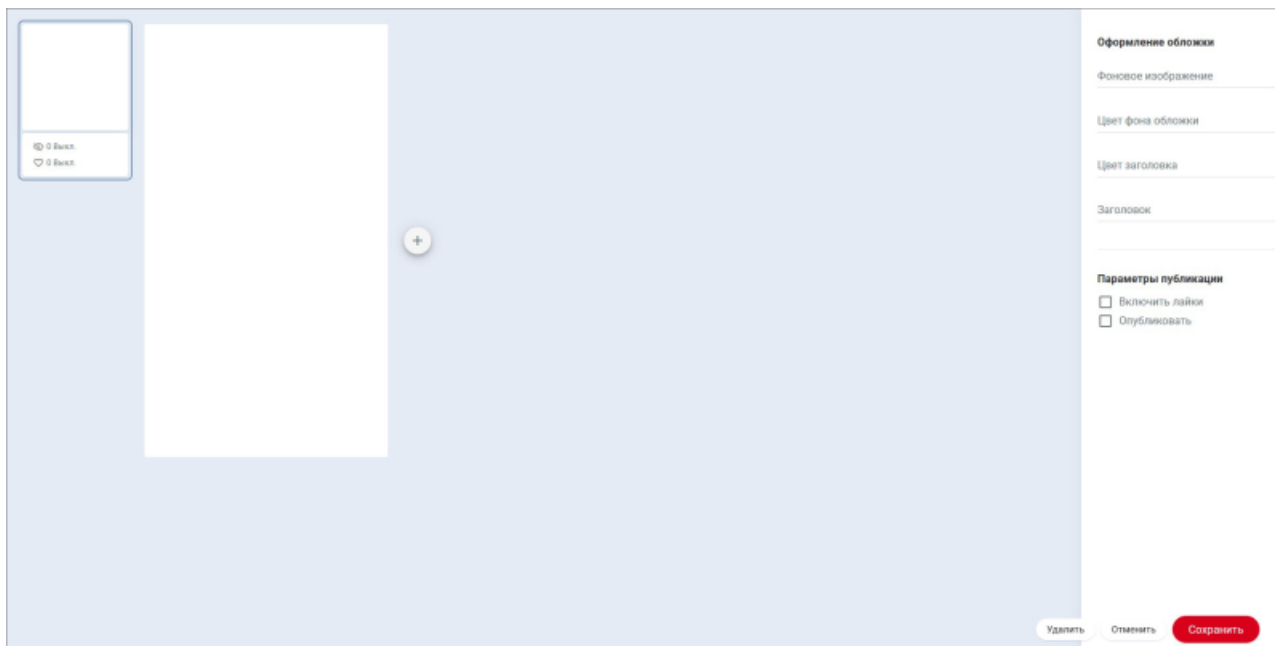 Оформление обложки
Фоновое изображение
Цвет фона обложки
0 Выкл.
0 Выкл.
Цвет заголовка
Заголовок
Параметры публикации
Включить лайки
Опубликовать
Удалить Отменить Сохранить